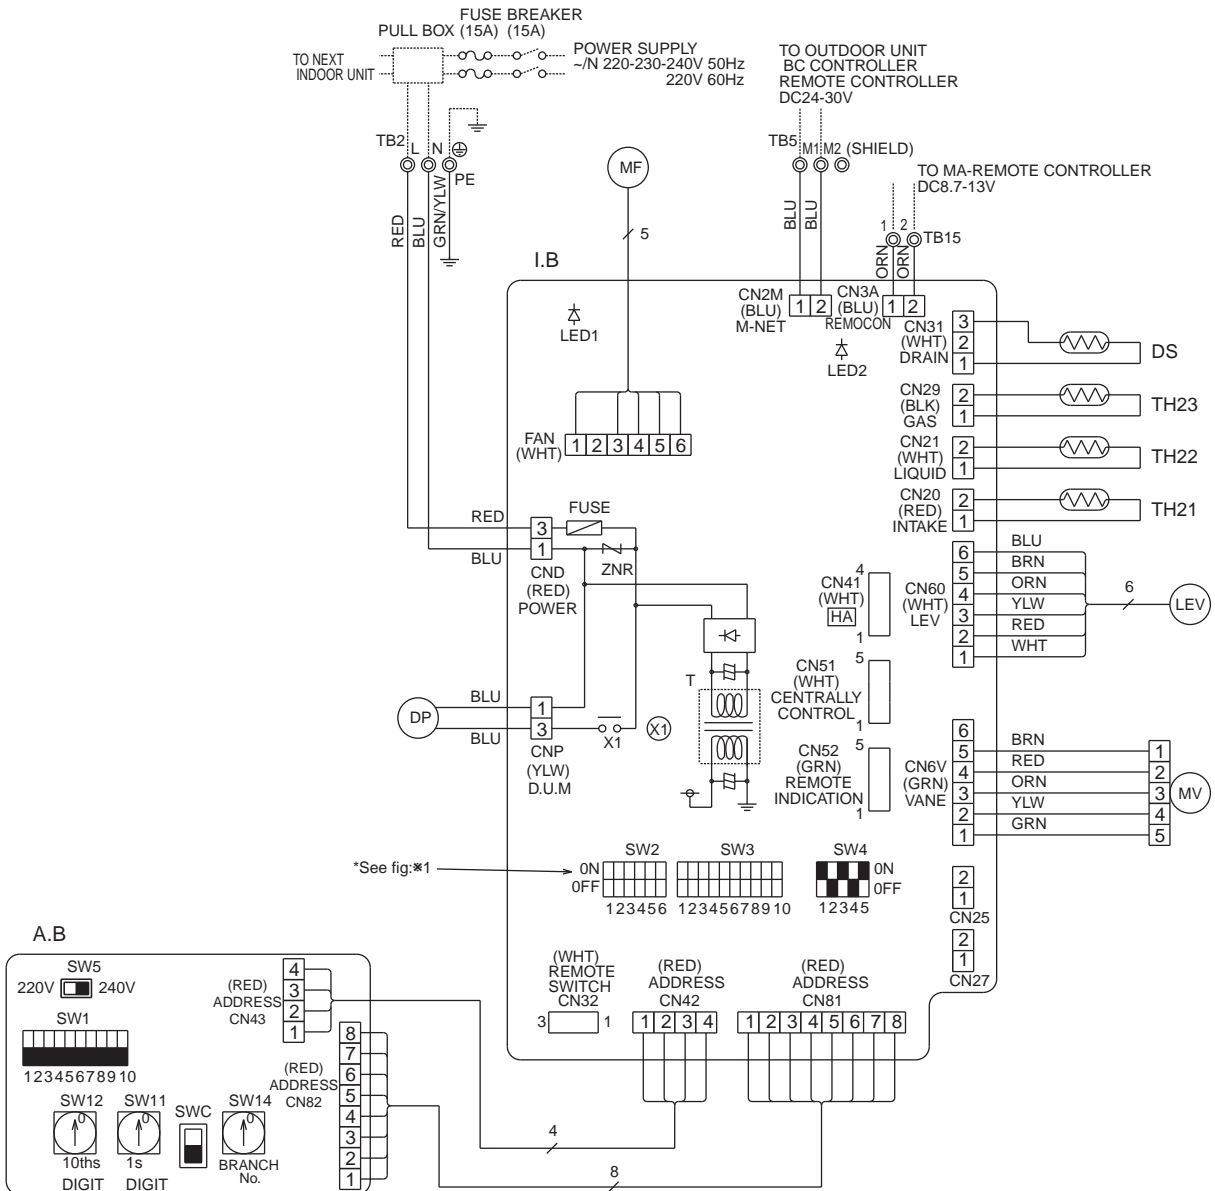 FUSE BREAKER
PULL BOX (15A) (15A)
TO NEXT
INDOOR UNIT
POWER SUPPLY
~/N 220-230-240V 50Hz
220V 60Hz
TO OUTDOOR UNIT
BC CONTROLLER
REMOTE CONTROLLER
DC24-30V
TB2 L N
PE
RED
BLU
GRN/YLW
MF
5
TB5 M1 M2 (SHIELD)
BLU
BLU
TO MA-REMOTE CONTROLLER
DC8.7-13V
1 2
TB15
ORN
ORN
I.B
LED1
CN2M
(BLU)
M-NET
1 2
CN3A
(BLU)
REMOCON
1 2
LED2
CN31
(WHT)
DRAIN
3
2
1
DS
CN29
(BLK)
GAS
2
1
TH23
CN21
(WHT)
LIQUID
2
1
TH22
CN20
(RED)
INTAKE
2
1
TH21
FAN
(WHT)
1 2 3 4 5 6
RED
BLU
3
1
FUSE
ZNR
CND
(RED)
POWER
CN41
(WHT)
HA
4
1
CN60
(WHT)
LEV
6
5
4
3
2
1
BLU
BRN
ORN
YLW
RED
WHT
6
LEV
T
CN51
(WHT)
CENTRALLY
CONTROL
5
1
DP
BLU
BLU
1
3
CNP
(YLW)
D.U.M
X1
X1
CN52
(GRN)
REMOTE
INDICATION
5
1
CN6V
(GRN)
VANE
6
5
4
3
2
1
BRN
RED
ORN
YLW
GRN
1
2
3
4
5
MV
*See fig:※1
SW2
0N
0FF
123456
SW3
12345678910
SW4
0N
0FF
12345
2
1
CN25
2
1
CN27
(WHT)
REMOTE
SWITCH
CN32
3 1
(RED)
ADDRESS
CN42
1 2 3 4
(RED)
ADDRESS
CN81
1 2 3 4 5 6 7 8
A.B
SW5
220V 240V
SW1
12345678910
(RED)
ADDRESS
CN43
4
3
2
1
(RED)
ADDRESS
CN82
8
7
6
5
4
3
2
1
SW12
0
10ths
DIGIT
SW11
0
1s
DIGIT
SWC
SW14
0
BRANCH
No.
4
8